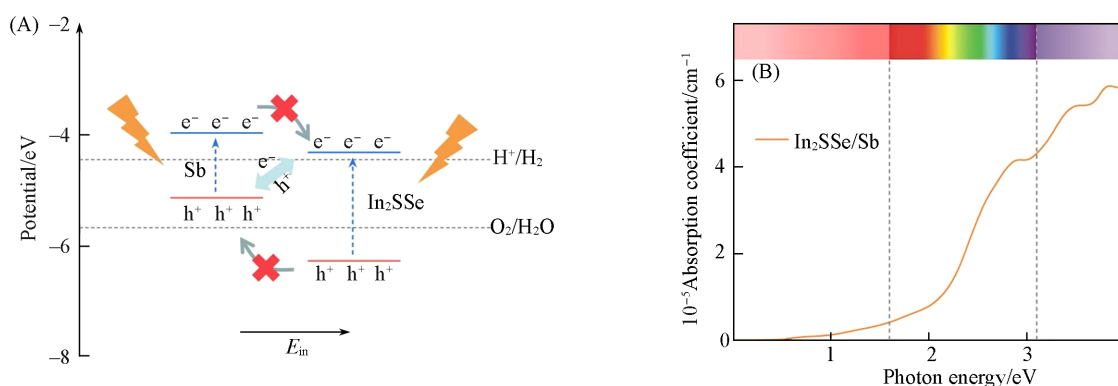 (A)
−2
−4
−6
−8
Potential/eV
e⁻ e⁻ e⁻
e⁻ e⁻ e⁻
H⁺/H₂
Sb
e⁻
h⁺
In₂SSe
h⁺ h⁺ h⁺
O₂/H₂O
h⁺ h⁺ h⁺
E_in
(B)
6
4
2
0
10⁻⁵Absorption coefficient/cm⁻¹
In₂SSe/Sb
1 2 3
Photon energy/eV